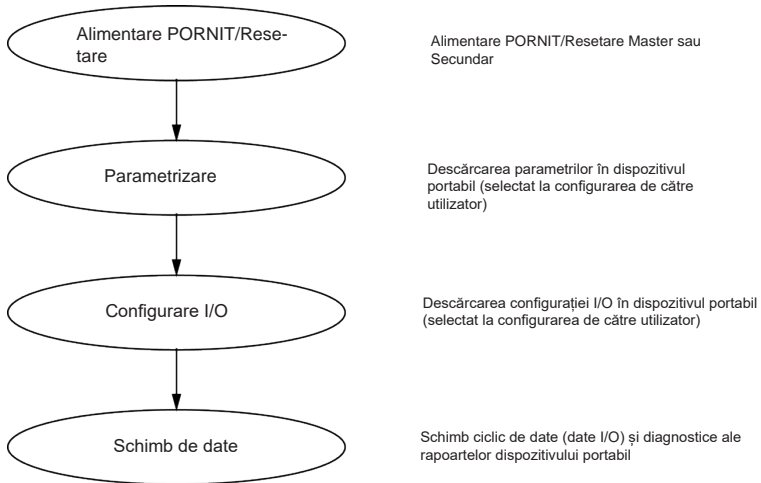 Alimentare PORNIT/Rese-
tare
Alimentare PORNIT/Resetare Master sau
Secundar
Parametrizare
Descărcarea parametrilor în dispozitivul
portabil (selectat la configurarea de către
utilizator)
Configurare I/O
Descărcarea configurației I/O în dispozitivul portabil
(selectat la configurarea de către utilizator)
Schimb de date
Schimb ciclic de date (date I/O) și diagnostice ale
rapoartelor dispozitivului portabil